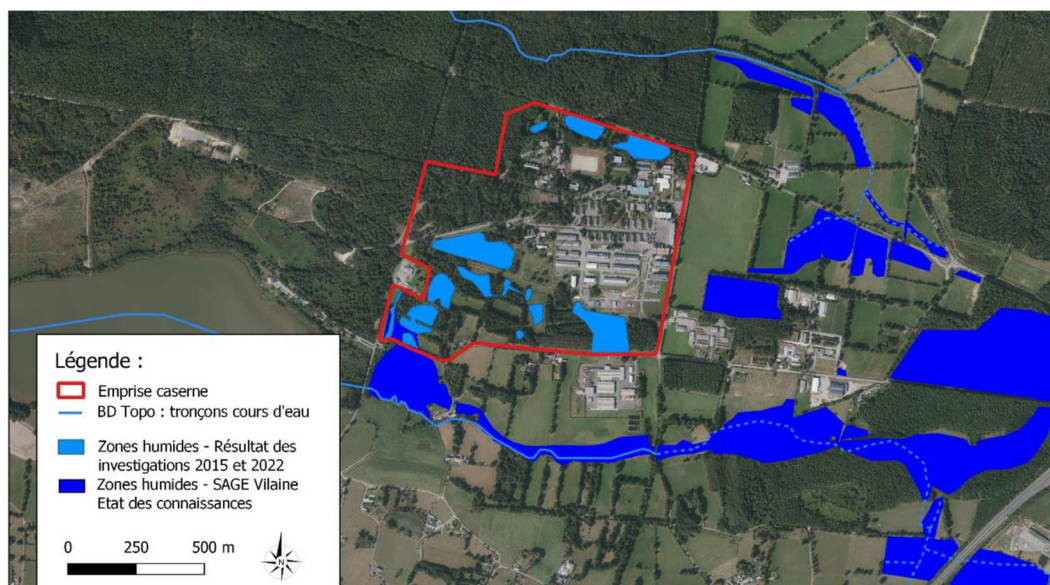 Légende :
Emprise caserne
BD Topo : tronçons cours d'eau
Zones humides - Résultat des
investigations 2015 et 2022
Zones humides - SAGE Vilaine
Etat des connaissances
0 250 500 m
N